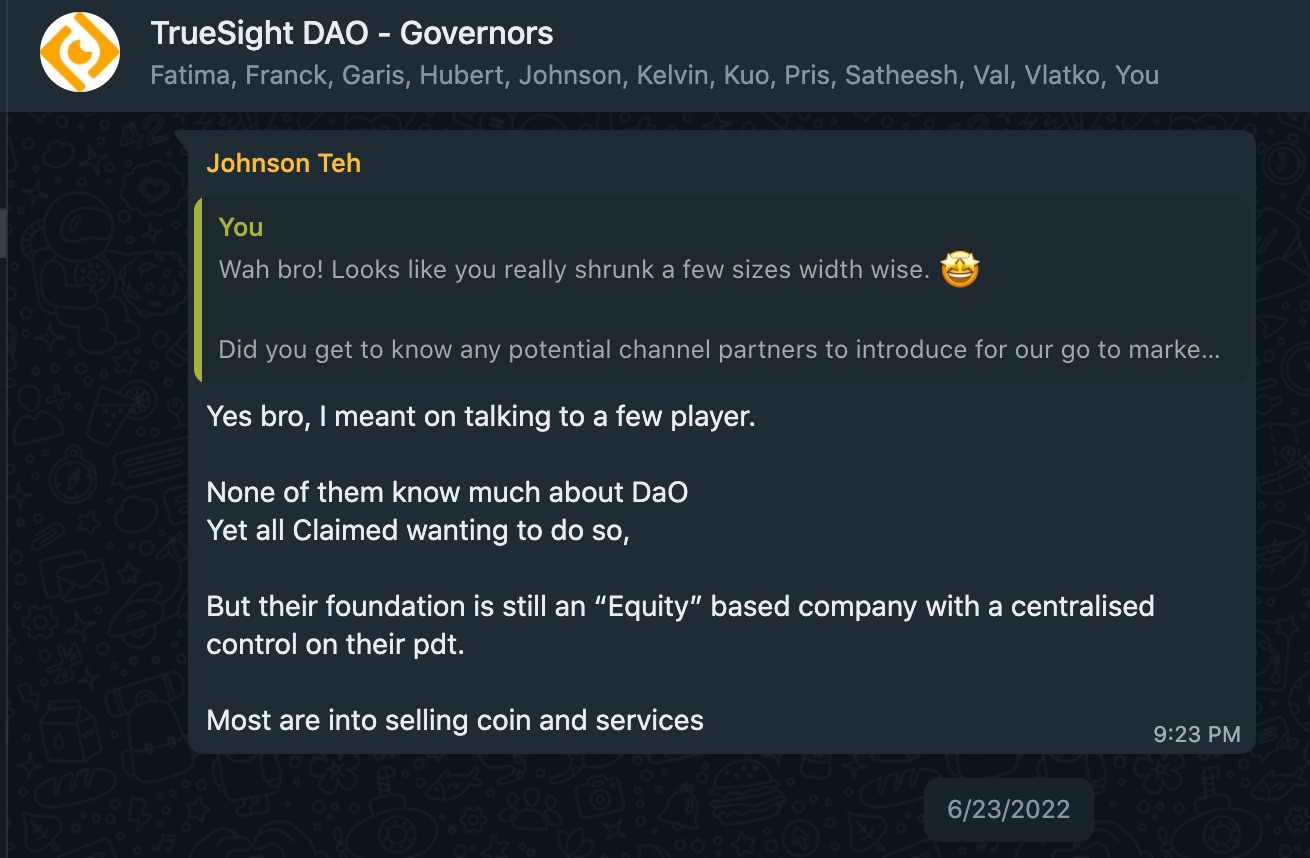 TrueSight DAO - Governors
Fatima, Franck, Garis, Hubert, Johnson, Kelvin, Kuo, Pris, Satheesh, Val, Vlatko, You
Johnson Teh
You
Wah bro! Looks like you really shrunk a few sizes width wise. 🤩
Did you get to know any potential channel partners to introduce for our go to marke...
Yes bro, I meant on talking to a few player.
None of them know much about DaO
Yet all Claimed wanting to do so,
But their foundation is still an “Equity” based company with a centralised
control on their pdt.
Most are into selling coin and services
9:23 PM
6/23/2022